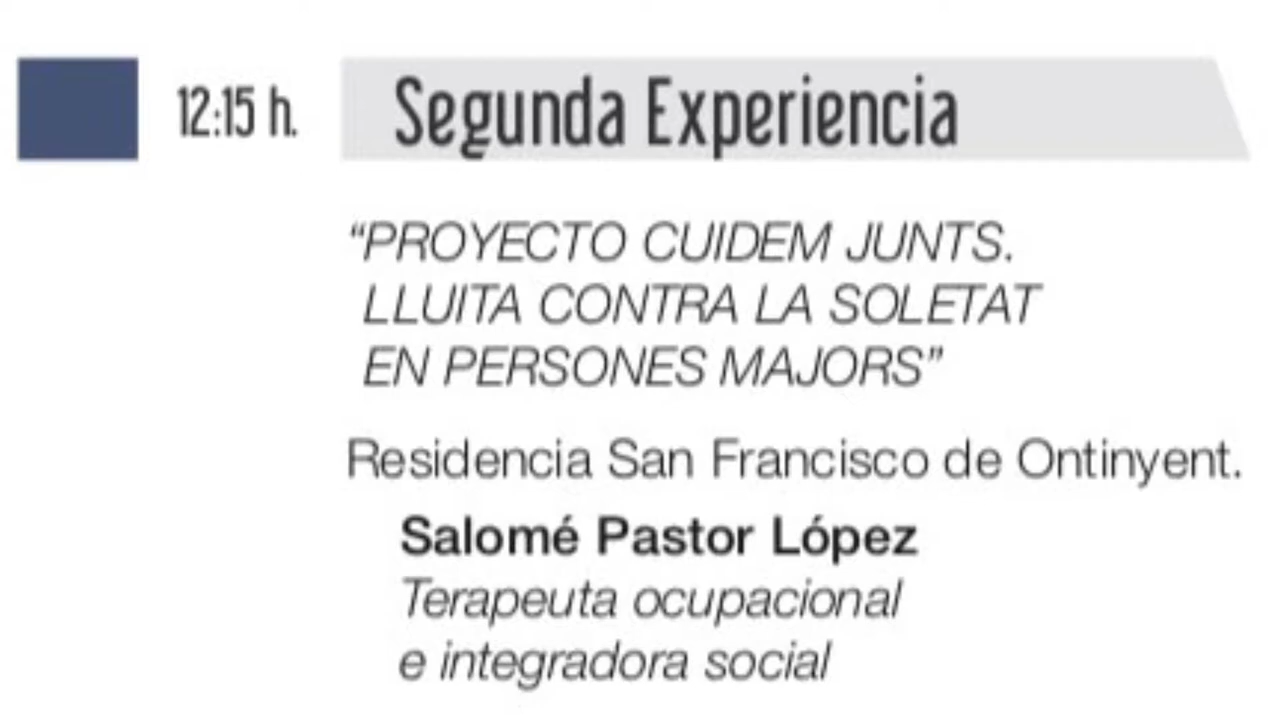 12:15 h. Segunda Experiencia
“PROYECTO CUIDEM JUNTS.
LLUITA CONTRA LA SOLETAT
EN PERSONES MAJORS”
Residencia San Francisco de Ontinyent.
Salomé Pastor López
Terapeuta ocupacional
e integradora social